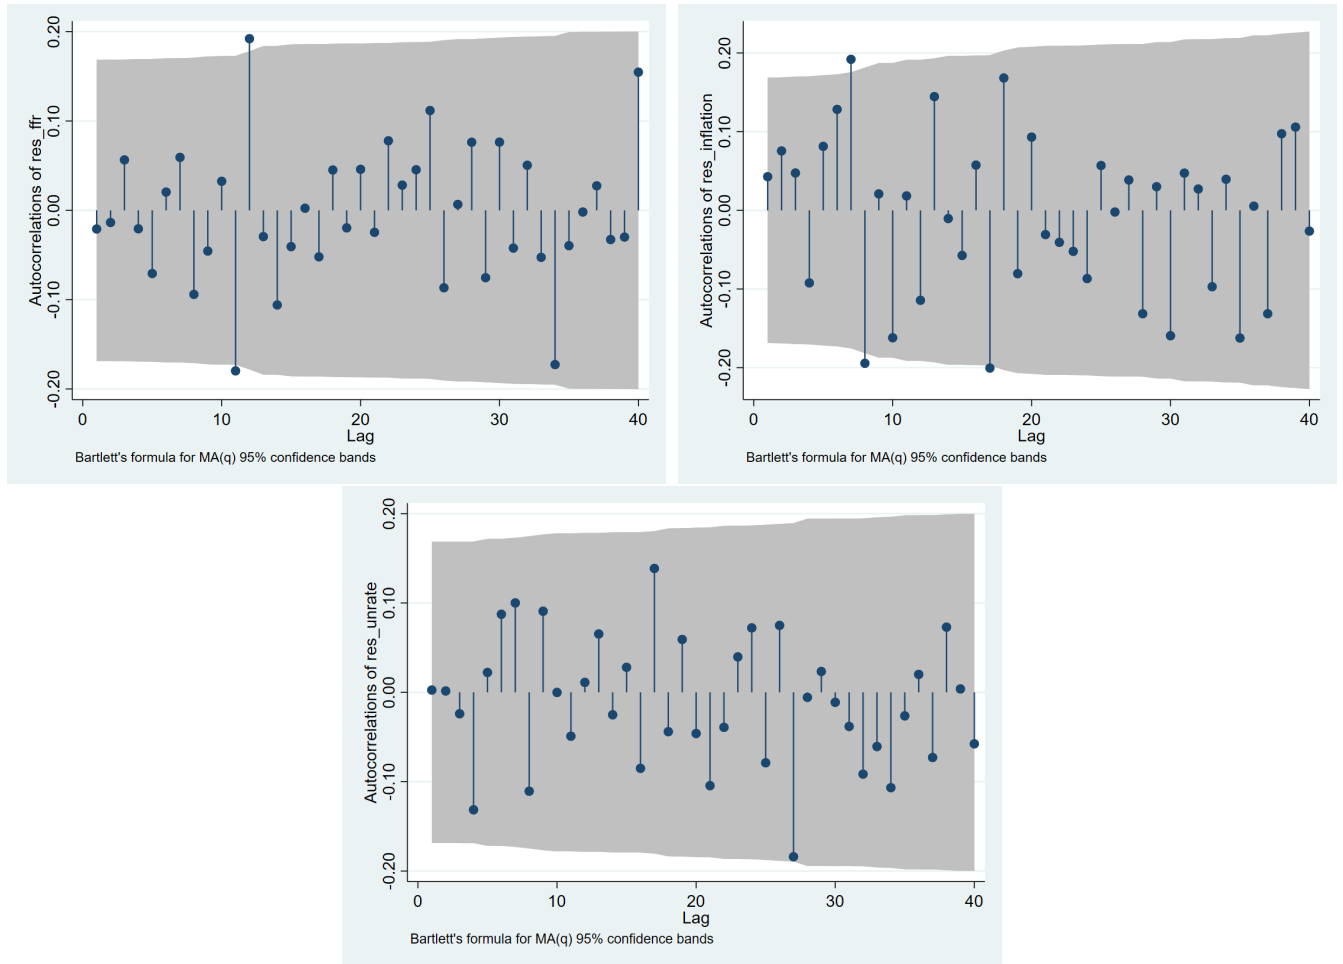 Autocorrelations of res_ffr
0.20
0.10
0.00
-0.10
-0.20
0 10 20 30 40
Lag
Bartlett's formula for MA(q) 95% confidence bands
Autocorrelations of res_inflation
0.20
0.10
0.00
-0.10
-0.20
0 10 20 30 40
Lag
Bartlett's formula for MA(q) 95% confidence bands
Autocorrelations of res_unrate
0.20
0.10
0.00
-0.10
-0.20
0 10 20 30 40
Lag
Bartlett's formula for MA(q) 95% confidence bands